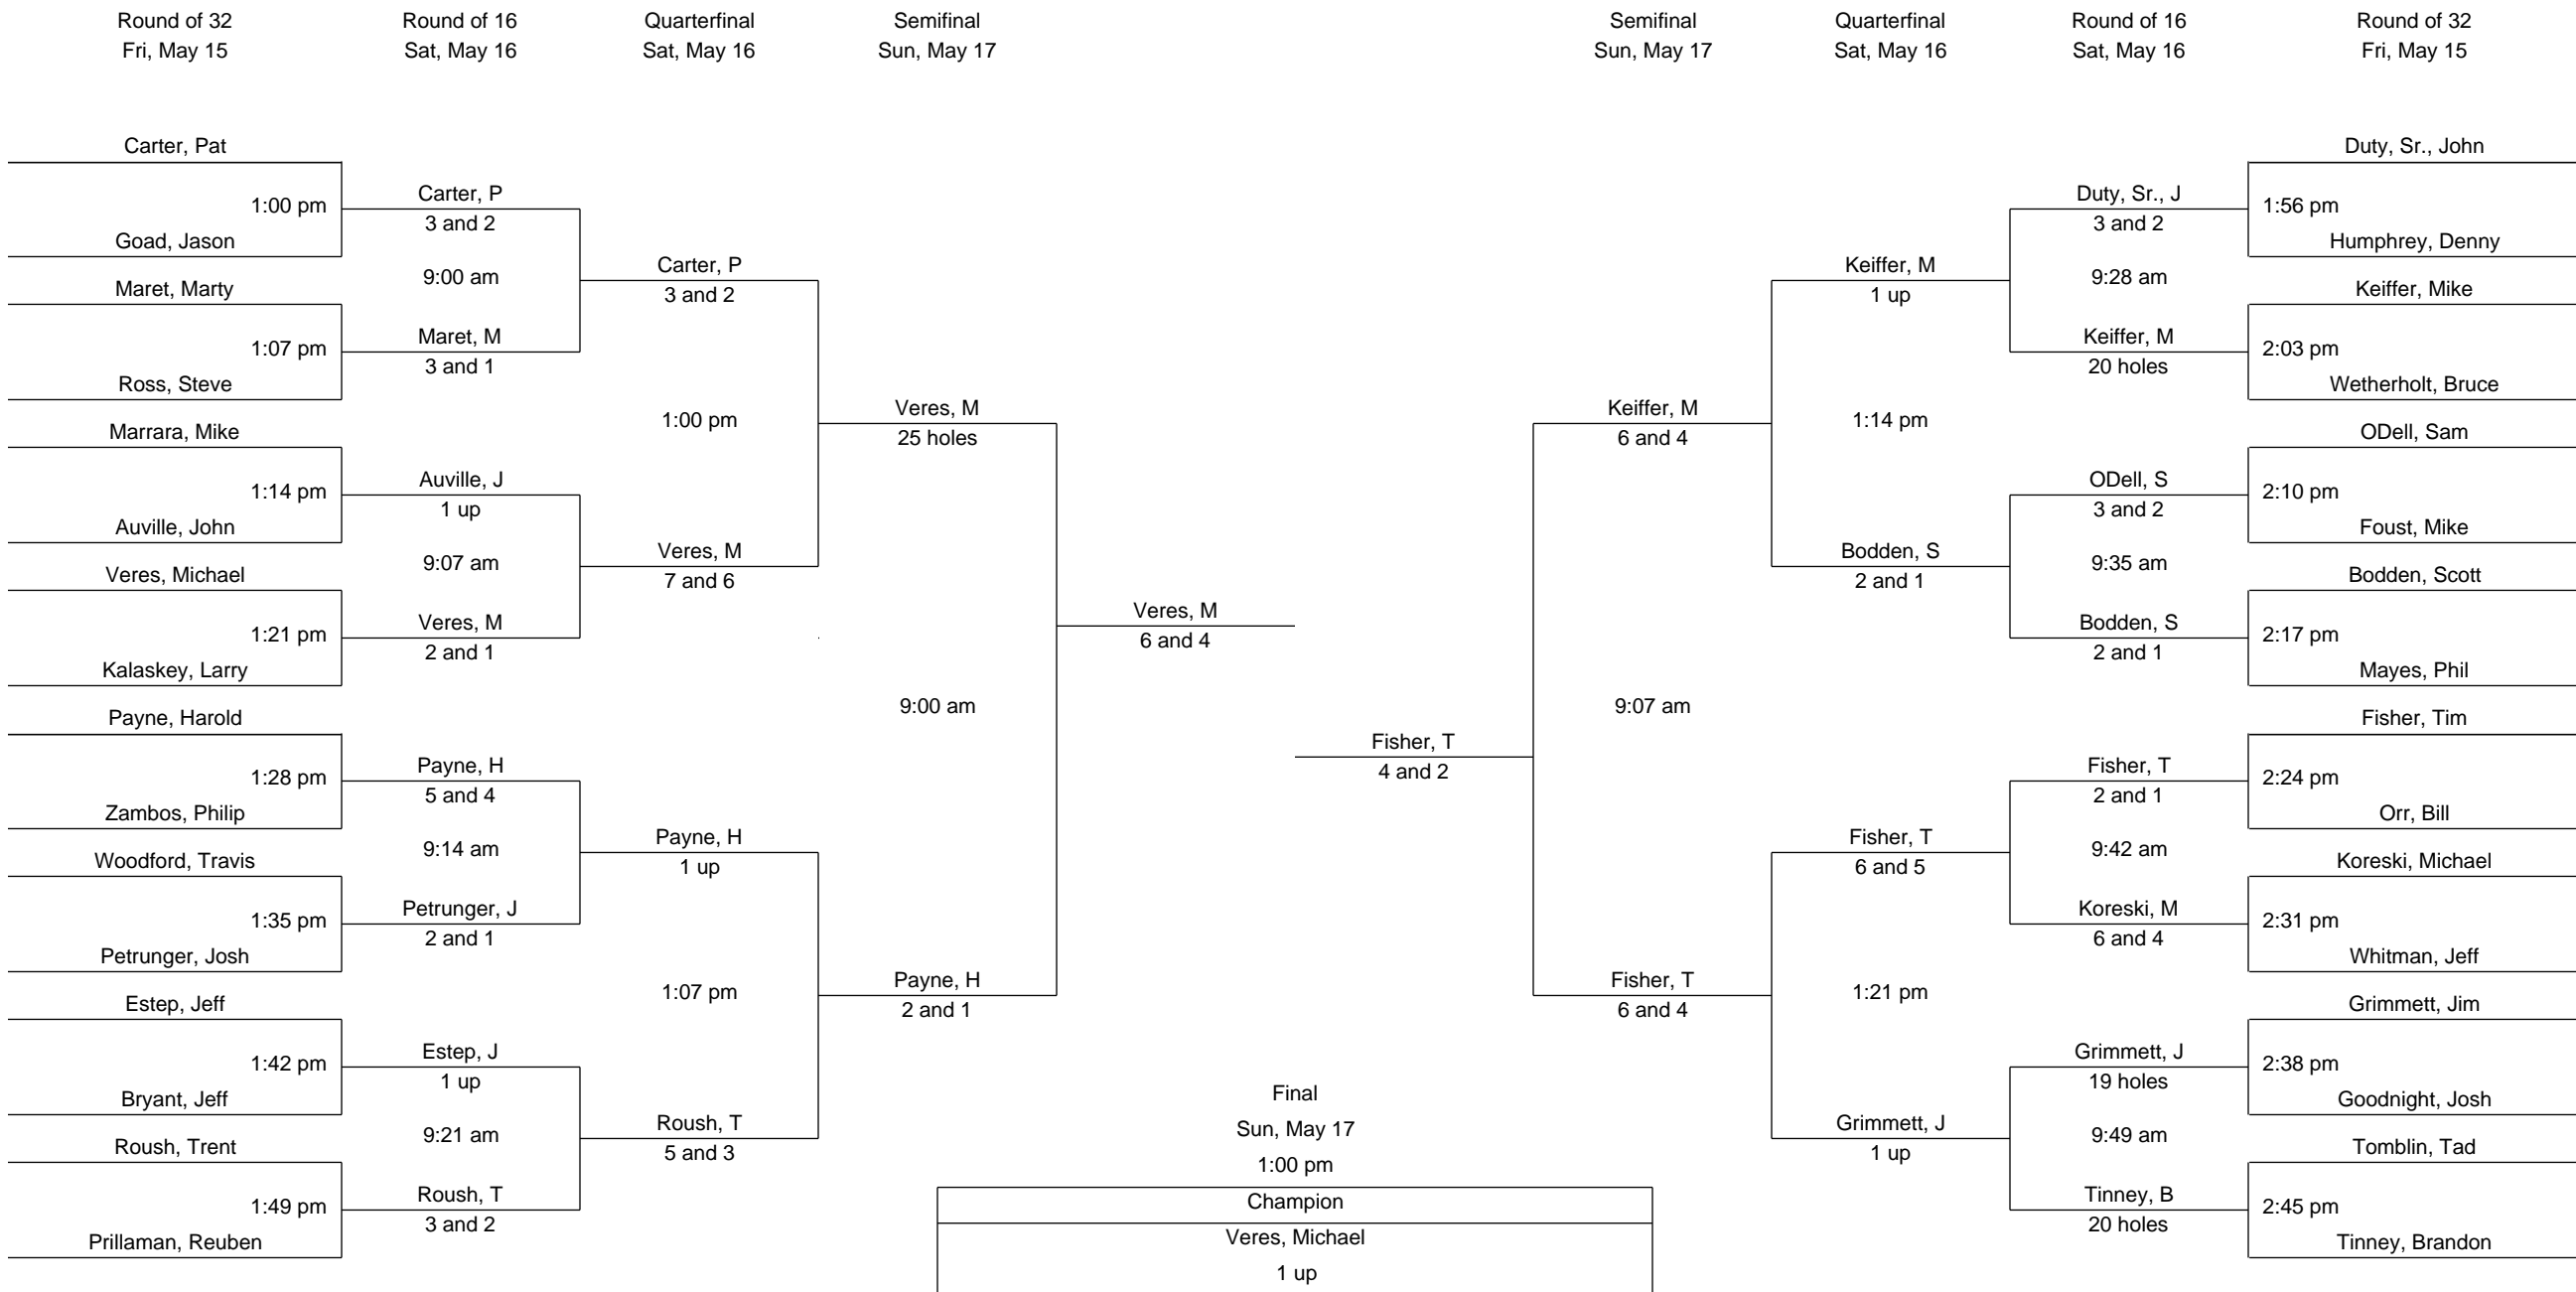 Round of 32
Fri, May 15
Round of 16
Sat, May 16
Quarterfinal
Sat, May 16
Semifinal
Sun, May 17
Semifinal
Sun, May 17
Quarterfinal
Sat, May 16
Round of 16
Sat, May 16
Round of 32
Fri, May 15
Carter, Pat
1:00 pm
Goad, Jason
Maret, Marty
1:07 pm
Ross, Steve
Marrara, Mike
1:14 pm
Auville, John
Veres, Michael
1:21 pm
Kalaskey, Larry
Payne, Harold
1:28 pm
Zambos, Philip
Woodford, Travis
1:35 pm
Petrunger, Josh
Estep, Jeff
1:42 pm
Bryant, Jeff
Roush, Trent
1:49 pm
Prillaman, Reuben
Carter, P
3 and 2
9:00 am
Maret, M
3 and 1
Auville, J
1 up
9:07 am
Veres, M
2 and 1
Payne, H
5 and 4
9:14 am
Petrunger, J
2 and 1
Estep, J
1 up
9:21 am
Roush, T
3 and 2
Carter, P
3 and 2
1:00 pm
Veres, M
7 and 6
Payne, H
1 up
1:07 pm
Roush, T
5 and 3
Veres, M
25 holes
9:00 am
Payne, H
2 and 1
Veres, M
6 and 4
Fisher, T
4 and 2
Keiffer, M
6 and 4
9:07 am
Fisher, T
6 and 4
Keiffer, M
1 up
1:14 pm
Bodden, S
2 and 1
Fisher, T
6 and 5
1:21 pm
Grimmett, J
1 up
Duty, Sr., J
3 and 2
9:28 am
Keiffer, M
20 holes
ODell, S
3 and 2
9:35 am
Bodden, S
2 and 1
Fisher, T
2 and 1
9:42 am
Koreski, M
6 and 4
Grimmett, J
19 holes
9:49 am
Tinney, B
20 holes
Duty, Sr., John
1:56 pm
Humphrey, Denny
Keiffer, Mike
2:03 pm
Wetherholt, Bruce
ODell, Sam
2:10 pm
Foust, Mike
Bodden, Scott
2:17 pm
Mayes, Phil
Fisher, Tim
2:24 pm
Orr, Bill
Koreski, Michael
2:31 pm
Whitman, Jeff
Grimmett, Jim
2:38 pm
Goodnight, Josh
Tomblin, Tad
2:45 pm
Tinney, Brandon
Final
Sun, May 17
1:00 pm
Champion
Veres, Michael
1 up